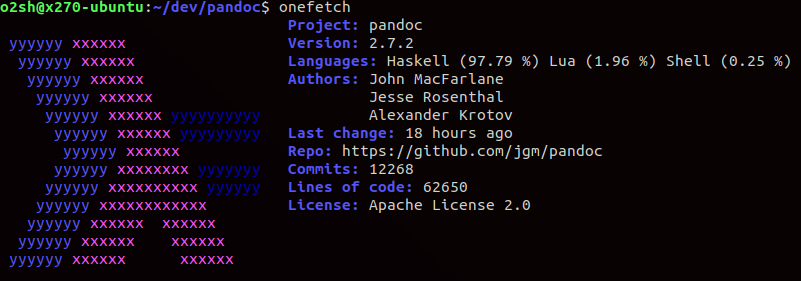 o2sh@x270-ubuntu:~/dev/pandoc$ onefetch
Project: pandoc
yyyyyy xxxxxx Version: 2.7.2
yyyyyy xxxxxx Languages: Haskell (97.79 %) Lua (1.96 %) Shell (0.25 %)
yyyyyy xxxxxx Authors: John MacFarlane
yyyyyy xxxxxx Jesse Rosenthal
yyyyyy xxxxxx yyyyyyyyyy Alexander Krotov
yyyyyy xxxxxx yyyyyyyyy Last change: 18 hours ago
yyyyyy xxxxxx Repo: https://github.com/jgm/pandoc
yyyyyy xxxxxxxx yyyyyyy Commits: 12268
yyyyyy xxxxxxxxxx yyyyyy Lines of code: 62650
yyyyyy xxxxxxxxxxxx License: Apache License 2.0
yyyyyy xxxxxx xxxxxx
yyyyyy xxxxxx xxxxxx
yyyyyy xxxxxx xxxxxx